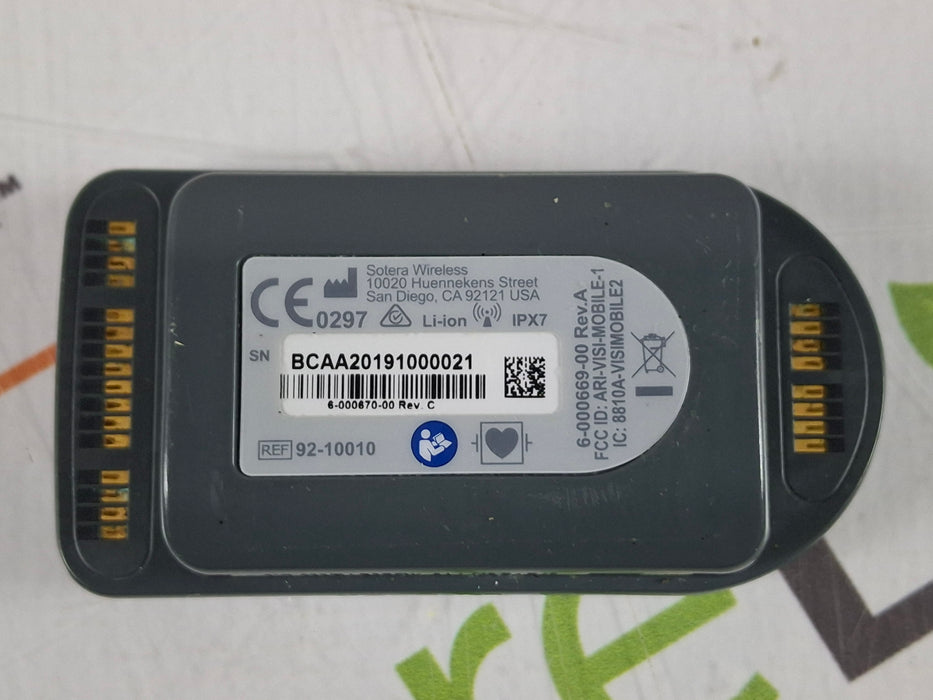 Sotera Wireless
10020 Huennekens Street
San Diego, CA 92121 USA
CE 0297 Li-ion IPX7
SN BCAA20191000021
6-000670-00 Rev. C
REF 92-10010
6-000669-00 Rev.A
FCC ID: ARI-VISI-MOBILE-1
IC: 8810A-VISIMOBILE2